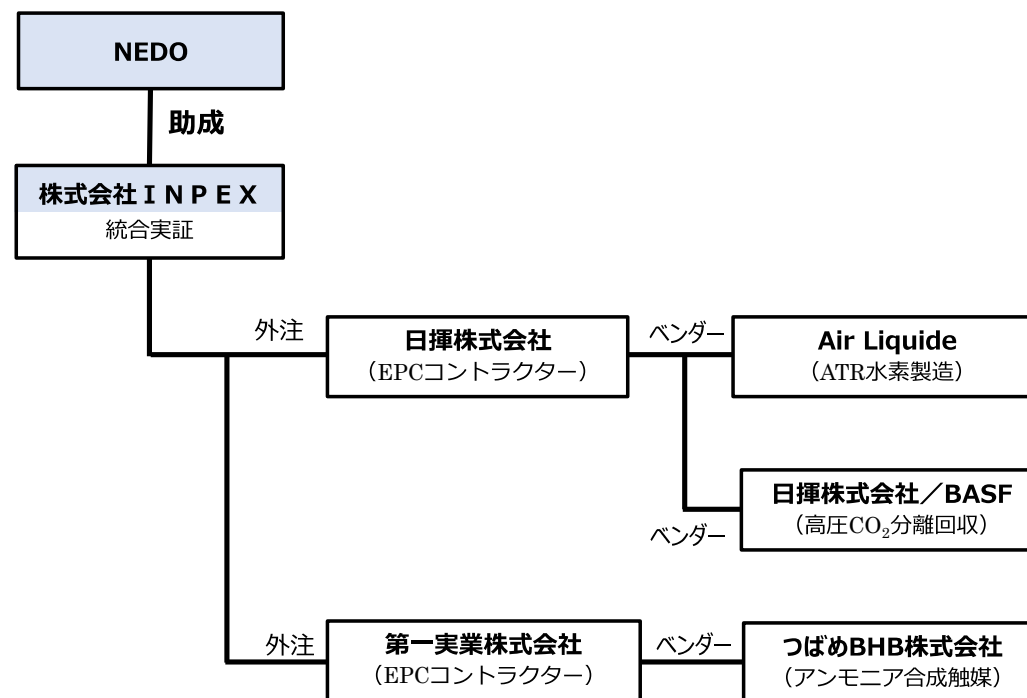 NEDO
助成
株式会社ＩＮＰＥＸ
統合実証
外注
日揮株式会社
（EPCコントラクター）
ベンダー
Air Liquide
（ATR水素製造）
ベンダー
日揮株式会社／BASF
（高圧CO₂分離回収）
外注
第一実業株式会社
（EPCコントラクター）
ベンダー
つばめBHB株式会社
（アンモニア合成触媒）